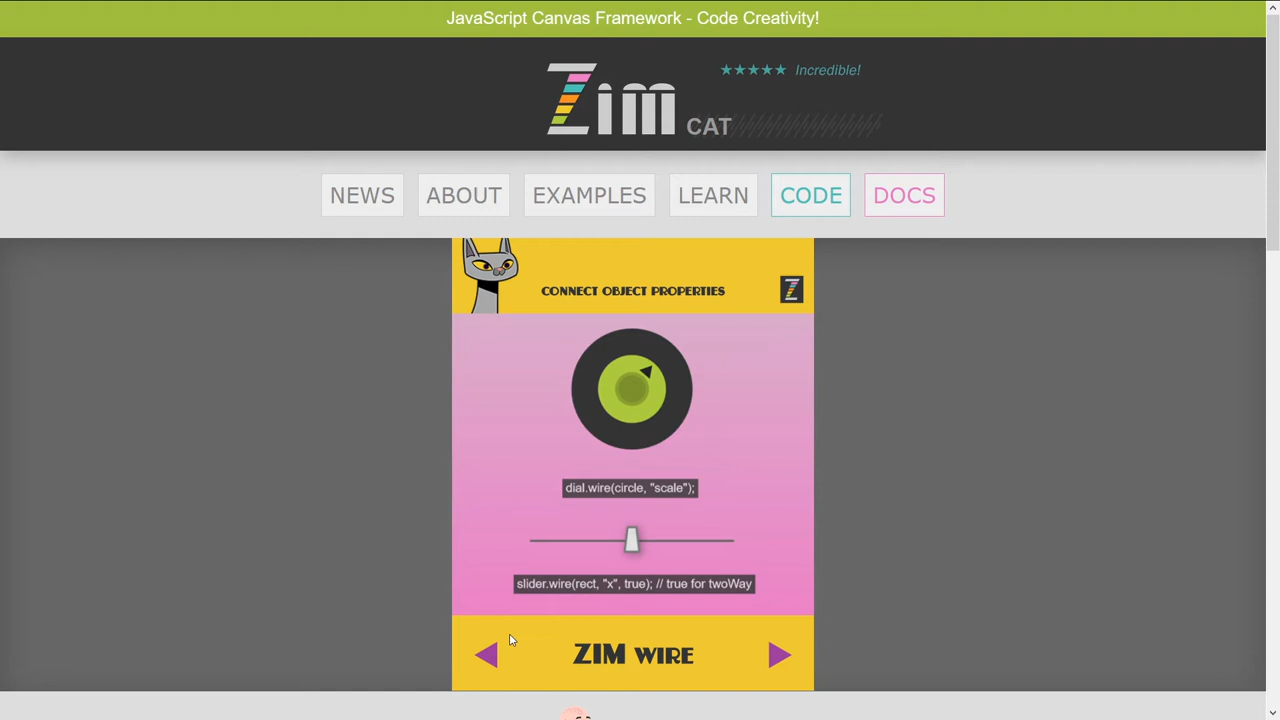 JavaScript Canvas Framework - Code Creativity!
Zim CAT
★★★★★ Incredible!
NEWS ABOUT EXAMPLES LEARN CODE DOCS
CONNECT OBJECT PROPERTIES
Z
dial.wire(circle, "scale");
slider.wire(rect, "x", true); // true for twoWay
ZIM WIRE